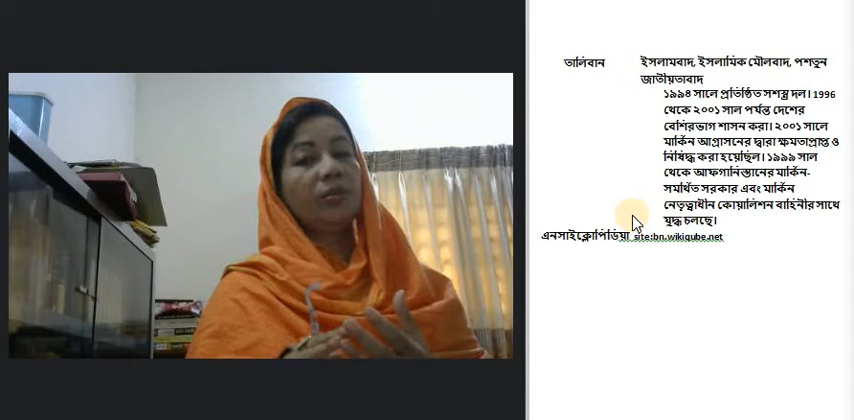 তালিবান ইসলামবাদ, ইসলামিক মৌলবাদ, পশতুন
জাতীয়তাবাদ
১৯৯৪ সালে প্রতিষ্ঠিত সশস্ত্র দল। 1996
থেকে ২০০১ সাল পর্যন্ত দেশের
বেশিরভাগ শাসন করা। ২০০১ সালে
মার্কিন আগ্রাসনের দ্বারা ক্ষমতাপ্রাপ্ত ও
নিষিদ্ধ করা হয়েছিল। ১৯৯৯ সাল
থেকে আফগানিস্তানের মার্কিন-
সমর্থিত সরকার এবং মার্কিন
নেতৃত্বাধীন কোয়ালিশন বাহিনীর সাথে
যুদ্ধ চলছে।
এনসাইক্লোপিডিয়া site:bn.wikiqube.net